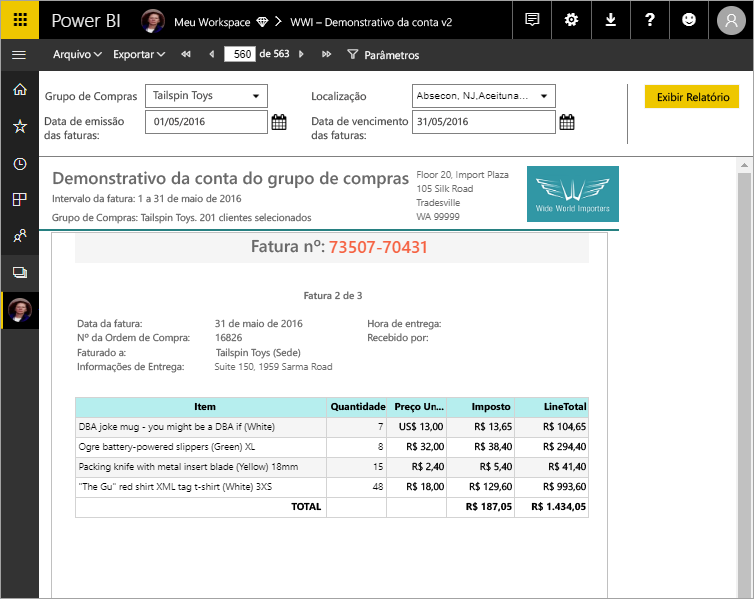 Power BI Meu Workspace WWI – Demonstrativo da conta v2 ?
Arquivo Exportar 560 de 563 Parâmetros
Grupo de Compras Tailspin Toys Localização Absecon, NJ,Aceituna... Exibir Relatório
Data de emissão das faturas: 01/05/2016 Data de vencimento das faturas: 31/05/2016
Demonstrativo da conta do grupo de compras
Intervalo da fatura: 1 a 31 de maio de 2016
Grupo de Compras: Tailspin Toys. 201 clientes selecionados
Floor 20, Import Plaza
105 Silk Road
Tradesville
WA 99999
Wide World Importers
Fatura nº: 73507-70431
Fatura 2 de 3
Data da fatura: 31 de maio de 2016 Hora de entrega:
Nº da Ordem de Compra: 16826 Recebido por:
Faturado a: Tailspin Toys (Sede)
Informações de Entrega: Suite 150, 1959 Sarma Road
Item Quantidade Preço Un... Imposto LineTotal
DBA joke mug - you might be a DBA if (White) 7 US$ 13,00 R$ 13,65 R$ 104,65
Ogre battery-powered slippers (Green) XL 8 R$ 32,00 R$ 38,40 R$ 294,40
Packing knife with metal insert blade (Yellow) 18mm 15 R$ 2,40 R$ 5,40 R$ 41,40
"The Gu" red shirt XML tag t-shirt (White) 3XS 48 R$ 18,00 R$ 129,60 R$ 993,60
TOTAL R$ 187,05 R$ 1.434,05